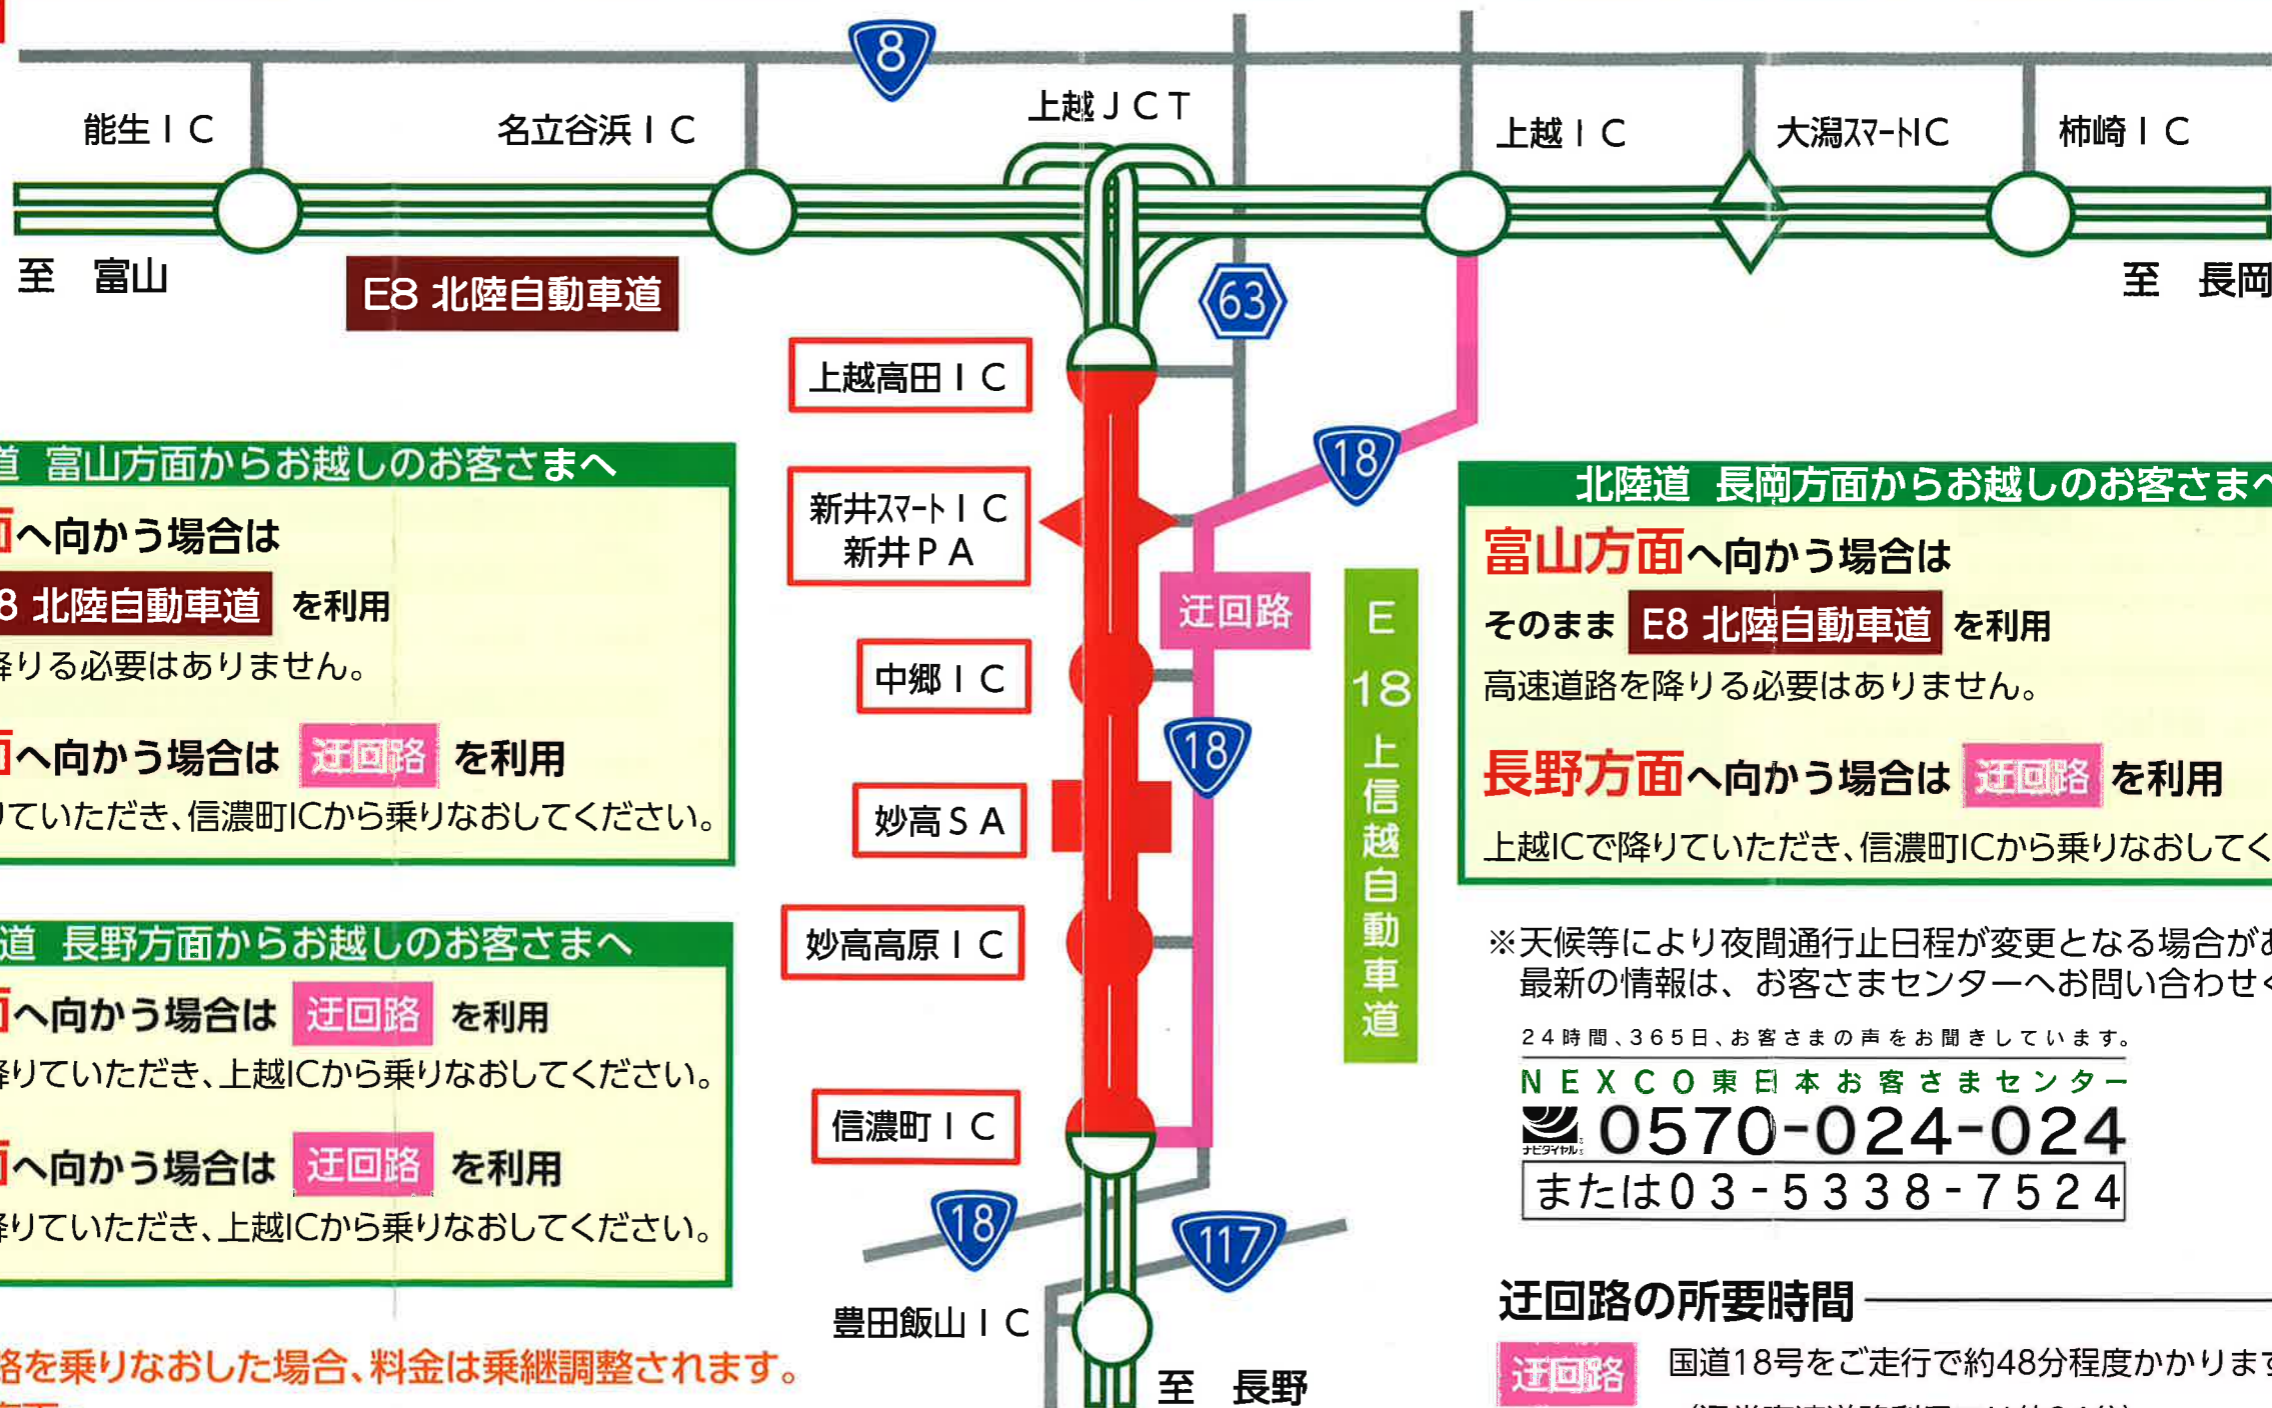 8
上越JCT
能生IC
名立谷浜IC
上越IC
大潟スマートIC
柿崎IC
至 富山
E8 北陸自動車道
至 長岡
63
上越高田IC
18
新井スマートIC
新井PA
迂回路
中郷IC
18
妙高SA
妙高高原IC
信濃町IC
E18上信越自動車道
18
117
豊田飯山IC
至 長野
道 富山方面からお越しのお客さまへ
へ向かう場合は
8 北陸自動車道 を利用
降りる必要はありません。
へ向かう場合は 迂回路 を利用
りていただき、信濃町ICから乗りなおしてください。
道 長野方面からお越しのお客さまへ
へ向かう場合は 迂回路 を利用
降りていただき、上越ICから乗りなおしてください。
へ向かう場合は 迂回路 を利用
降りていただき、上越ICから乗りなおしてください。
路を乗りなおした場合、料金は乗継調整されます。
北陸道 長岡方面からお越しのお客さまへ
富山方面へ向かう場合は
そのまま E8 北陸自動車道 を利用
高速道路を降りる必要はありません。
長野方面へ向かう場合は 迂回路 を利用
上越ICで降りていただき、信濃町ICから乗りなおしてく
※天候等により夜間通行止日程が変更となる場合があ
最新の情報は、お客さまセンターへお問い合わせく
24時間、365日、お客さまの声をお聞きしています。
NEXCO東日本お客さまセンター
ナビダイヤル
0570-024-024
または03-5338-7524
迂回路の所要時間
迂回路 国道18号をご走行で約48分程度かかります